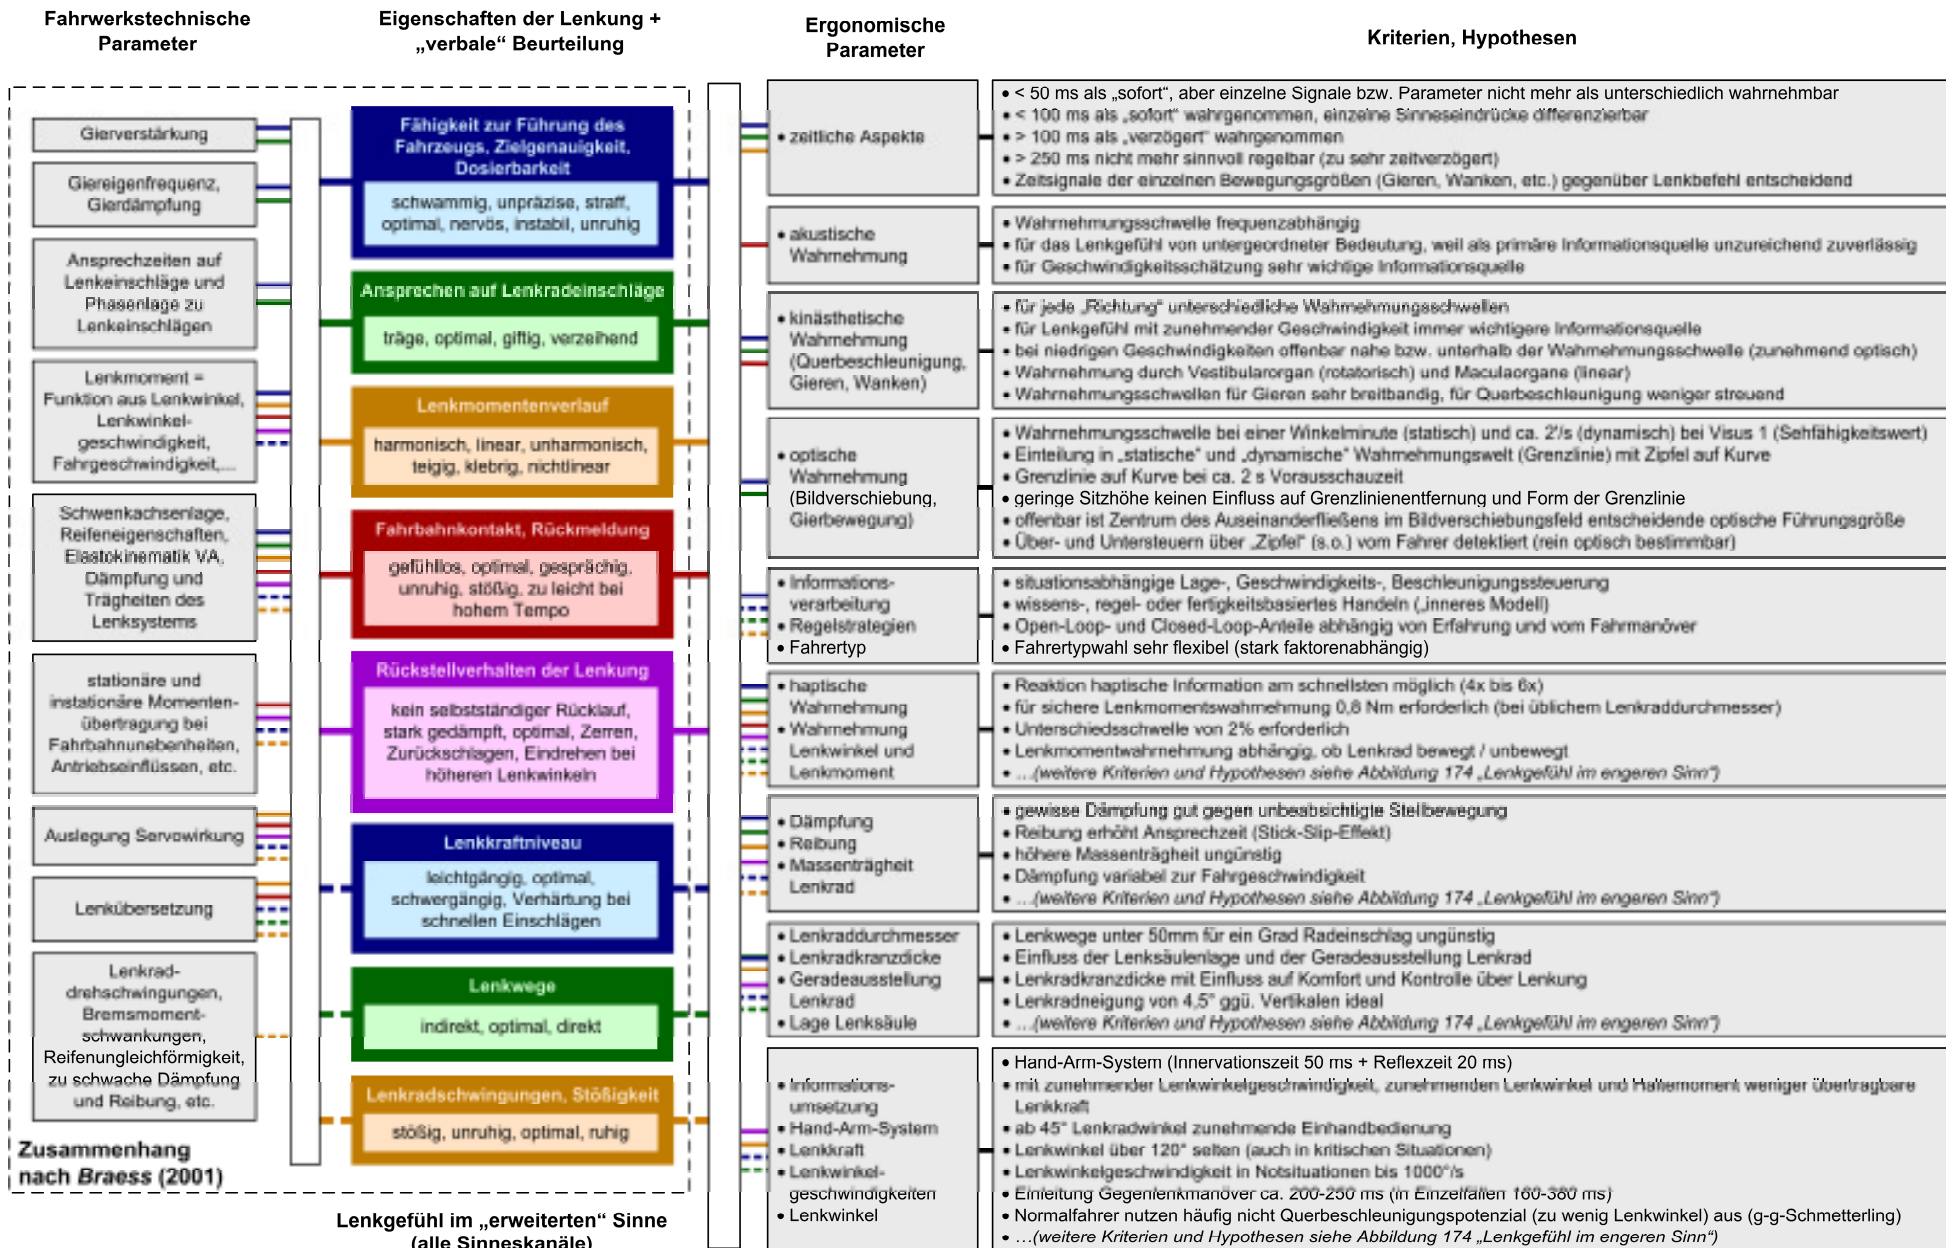 Fahrwerkstechnische
Parameter
Gierverstärkung
Giereigenfrequenz,
Gierdämpfung
Ansprechzeiten auf
Lenkeinschläge und
Phasenlage zu
Lenkeinschlägen
Lenkmoment =
Funktion aus Lenkwinkel,
Lenkwinkel-
geschwindigkeit,
Fahrgeschwindigkeit,...
Schwenkachsenlage,
Reifeneigenschaften,
Elastokinematik VA,
Dämpfung und
Trägheiten des
Lenksystems
stationäre und
instationäre Momenten-
übertragung bei
Fahrbahnunebenheiten,
Antriebseinflüssen, etc.
Auslegung Servowirkung
Lenkübersetzung
Lenkrad-
drehschwingungen,
Bremsmoment-
schwankungen,
Reifenungleichförmigkeit,
zu schwache Dämpfung
und Reibung, etc.
Zusammenhang
nach Braess (2001)
Eigenschaften der Lenkung +
„verbale“ Beurteilung
Fähigkeit zur Führung des
Fahrzeugs, Zielgenauigkeit,
Dosierbarkeit
schwammig, unpräzise, straff,
optimal, nervös, instabil, unruhig
Ansprechen auf Lenkradeinschläge
träge, optimal, giftig, verzeihend
Lenkmomentenverlauf
harmonisch, linear, unharmonisch,
teigig, klebrig, nichtlinear
Fahrbahnkontakt, Rückmeldung
gefühllos, optimal, gesprächig,
unruhig, stößig, zu leicht bei
hohem Tempo
Rückstellverhalten der Lenkung
kein selbstständiger Rücklauf,
stark gedämpft, optimal, Zerren,
Zurückschlagen, Eindrehen bei
höheren Lenkwinkeln
Lenkkraftniveau
leichtgängig, optimal,
schwergängig, Verhärtung bei
schnellen Einschlägen
Lenkwege
indirekt, optimal, direkt
Lenkradschwingungen, Stößigkeit
stößig, unruhig, optimal, ruhig
Lenkgefühl im „erweiterten“ Sinne
(alle Sinneskanäle)
Ergonomische
Parameter
Kriterien, Hypothesen
• zeitliche Aspekte
• < 50 ms als „sofort“, aber einzelne Signale bzw. Parameter nicht mehr als unterschiedlich wahrnehmbar
• < 100 ms als „sofort“ wahrgenommen, einzelne Sinneseindrücke differenzierbar
• > 100 ms als „verzögert“ wahrgenommen
• > 250 ms nicht mehr sinnvoll regelbar (zu sehr zeitverzögert)
• Zeitsignale der einzelnen Bewegungsgrößen (Gieren, Wanken, etc.) gegenüber Lenkbefehl entscheidend
• akustische
Wahrnehmung
• Wahrnehmungsschwelle frequenzabhängig
• für das Lenkgefühl von untergeordneter Bedeutung, weil als primäre Informationsquelle unzureichend zuverlässig
• für Geschwindigkeitsschätzung sehr wichtige Informationsquelle
• kinästhetische
Wahrnehmung
(Querbeschleunigung,
Gieren, Wanken)
• für jede „Richtung“ unterschiedliche Wahrnehmungsschwellen
• für Lenkgefühl mit zunehmender Geschwindigkeit immer wichtigere Informationsquelle
• bei niedrigen Geschwindigkeiten offenbar nahe bzw. unterhalb der Wahrnehmungsschwelle (zunehmend optisch)
• Wahrnehmung durch Vestibularorgan (rotatorisch) und Maculaorgane (linear)
• Wahrnehmungsschwellen für Gieren sehr breitbandig, für Querbeschleunigung weniger streuend
• optische
Wahrnehmung
(Bildverschiebung,
Gierbewegung)
• Wahrnehmungsschwelle bei einer Winkelminute (statisch) und ca. 2'/s (dynamisch) bei Visus 1 (Sehfähigkeitswert)
• Einteilung in „statische“ und „dynamische“ Wahrnehmungswelt (Grenzlinie) mit Zipfel auf Kurve
• Grenzlinie auf Kurve bei ca. 2 s Vorausschauzeit
• geringe Sitzhöhe keinen Einfluss auf Grenzlinienentfernung und Form der Grenzlinie
• offenbar ist Zentrum des Auseinanderfließens im Bildverschiebungsfeld entscheidende optische Führungsgröße
• Über- und Untersteuern über „Zipfel“ (s.o.) vom Fahrer detektiert (rein optisch bestimmbar)
• Informations-
verarbeitung
• Regelstrategien
• Fahrertyp
• situationsabhängige Lage-, Geschwindigkeits-, Beschleunigungssteuerung
• wissens-, regel- oder fertigkeitsbasiertes Handeln („inneres Modell)
• Open-Loop- und Closed-Loop-Anteile abhängig von Erfahrung und vom Fahrmanöver
• Fahrertypwahl sehr flexibel (stark faktorenabhängig)
• haptische
Wahrnehmung
• Wahrnehmung
Lenkwinkel und
Lenkmoment
• Reaktion haptische Information am schnellsten möglich (4x bis 6x)
• für sichere Lenkmomentswahrnehmung 0,8 Nm erforderlich (bei üblichem Lenkraddurchmesser)
• Unterschiedsschwelle von 2% erforderlich
• Lenkmomentwahrnehmung abhängig, ob Lenkrad bewegt / unbewegt
• ...(weitere Kriterien und Hypothesen siehe Abbildung 174 „Lenkgefühl im engeren Sinn“)
• Dämpfung
• Reibung
• Massenträgheit
Lenkrad
• gewisse Dämpfung gut gegen unbeabsichtigte Stellbewegung
• Reibung erhöht Ansprechzeit (Stick-Slip-Effekt)
• höhere Massenträgheit ungünstig
• Dämpfung variabel zur Fahrgeschwindigkeit
• ...(weitere Kriterien und Hypothesen siehe Abbildung 174 „Lenkgefühl im engeren Sinn“)
• Lenkraddurchmesser
• Lenkradkranzdicke
• Geradeausstellung
Lenkrad
• Lage Lenksäule
• Lenkwege unter 50mm für ein Grad Radeinschlag ungünstig
• Einfluss der Lenksäulenlage und der Geradeausstellung Lenkrad
• Lenkradkranzdicke mit Einfluss auf Komfort und Kontrolle über Lenkung
• Lenkradneigung von 4,5° ggü. Vertikalen ideal
• ...(weitere Kriterien und Hypothesen siehe Abbildung 174 „Lenkgefühl im engeren Sinn“)
• Informations-
umsetzung
• Hand-Arm-System
• Lenkkraft
• Lenkwinkel-
geschwindigkeiten
• Lenkwinkel
• Hand-Arm-System (Innervationszeit 50 ms + Reflexzeit 20 ms)
• mit zunehmender Lenkwinkelgeschwindigkeit, zunehmenden Lenkwinkel und Haltemoment weniger übertragbare
Lenkkraft
• ab 45° Lenkradwinkel zunehmende Einhandbedienung
• Lenkwinkel über 120° selten (auch in kritischen Situationen)
• Lenkwinkelgeschwindigkeit in Notsituationen bis 1000°/s
• Einleitung Gegenlenkmanöver ca. 200-250 ms (in Einzelfällen 160-380 ms)
• Normalfahrer nutzen häufig nicht Querbeschleunigungspotenzial (zu wenig Lenkwinkel) aus (g-g-Schmetterling)
• ...(weitere Kriterien und Hypothesen siehe Abbildung 174 „Lenkgefühl im engeren Sinn“)